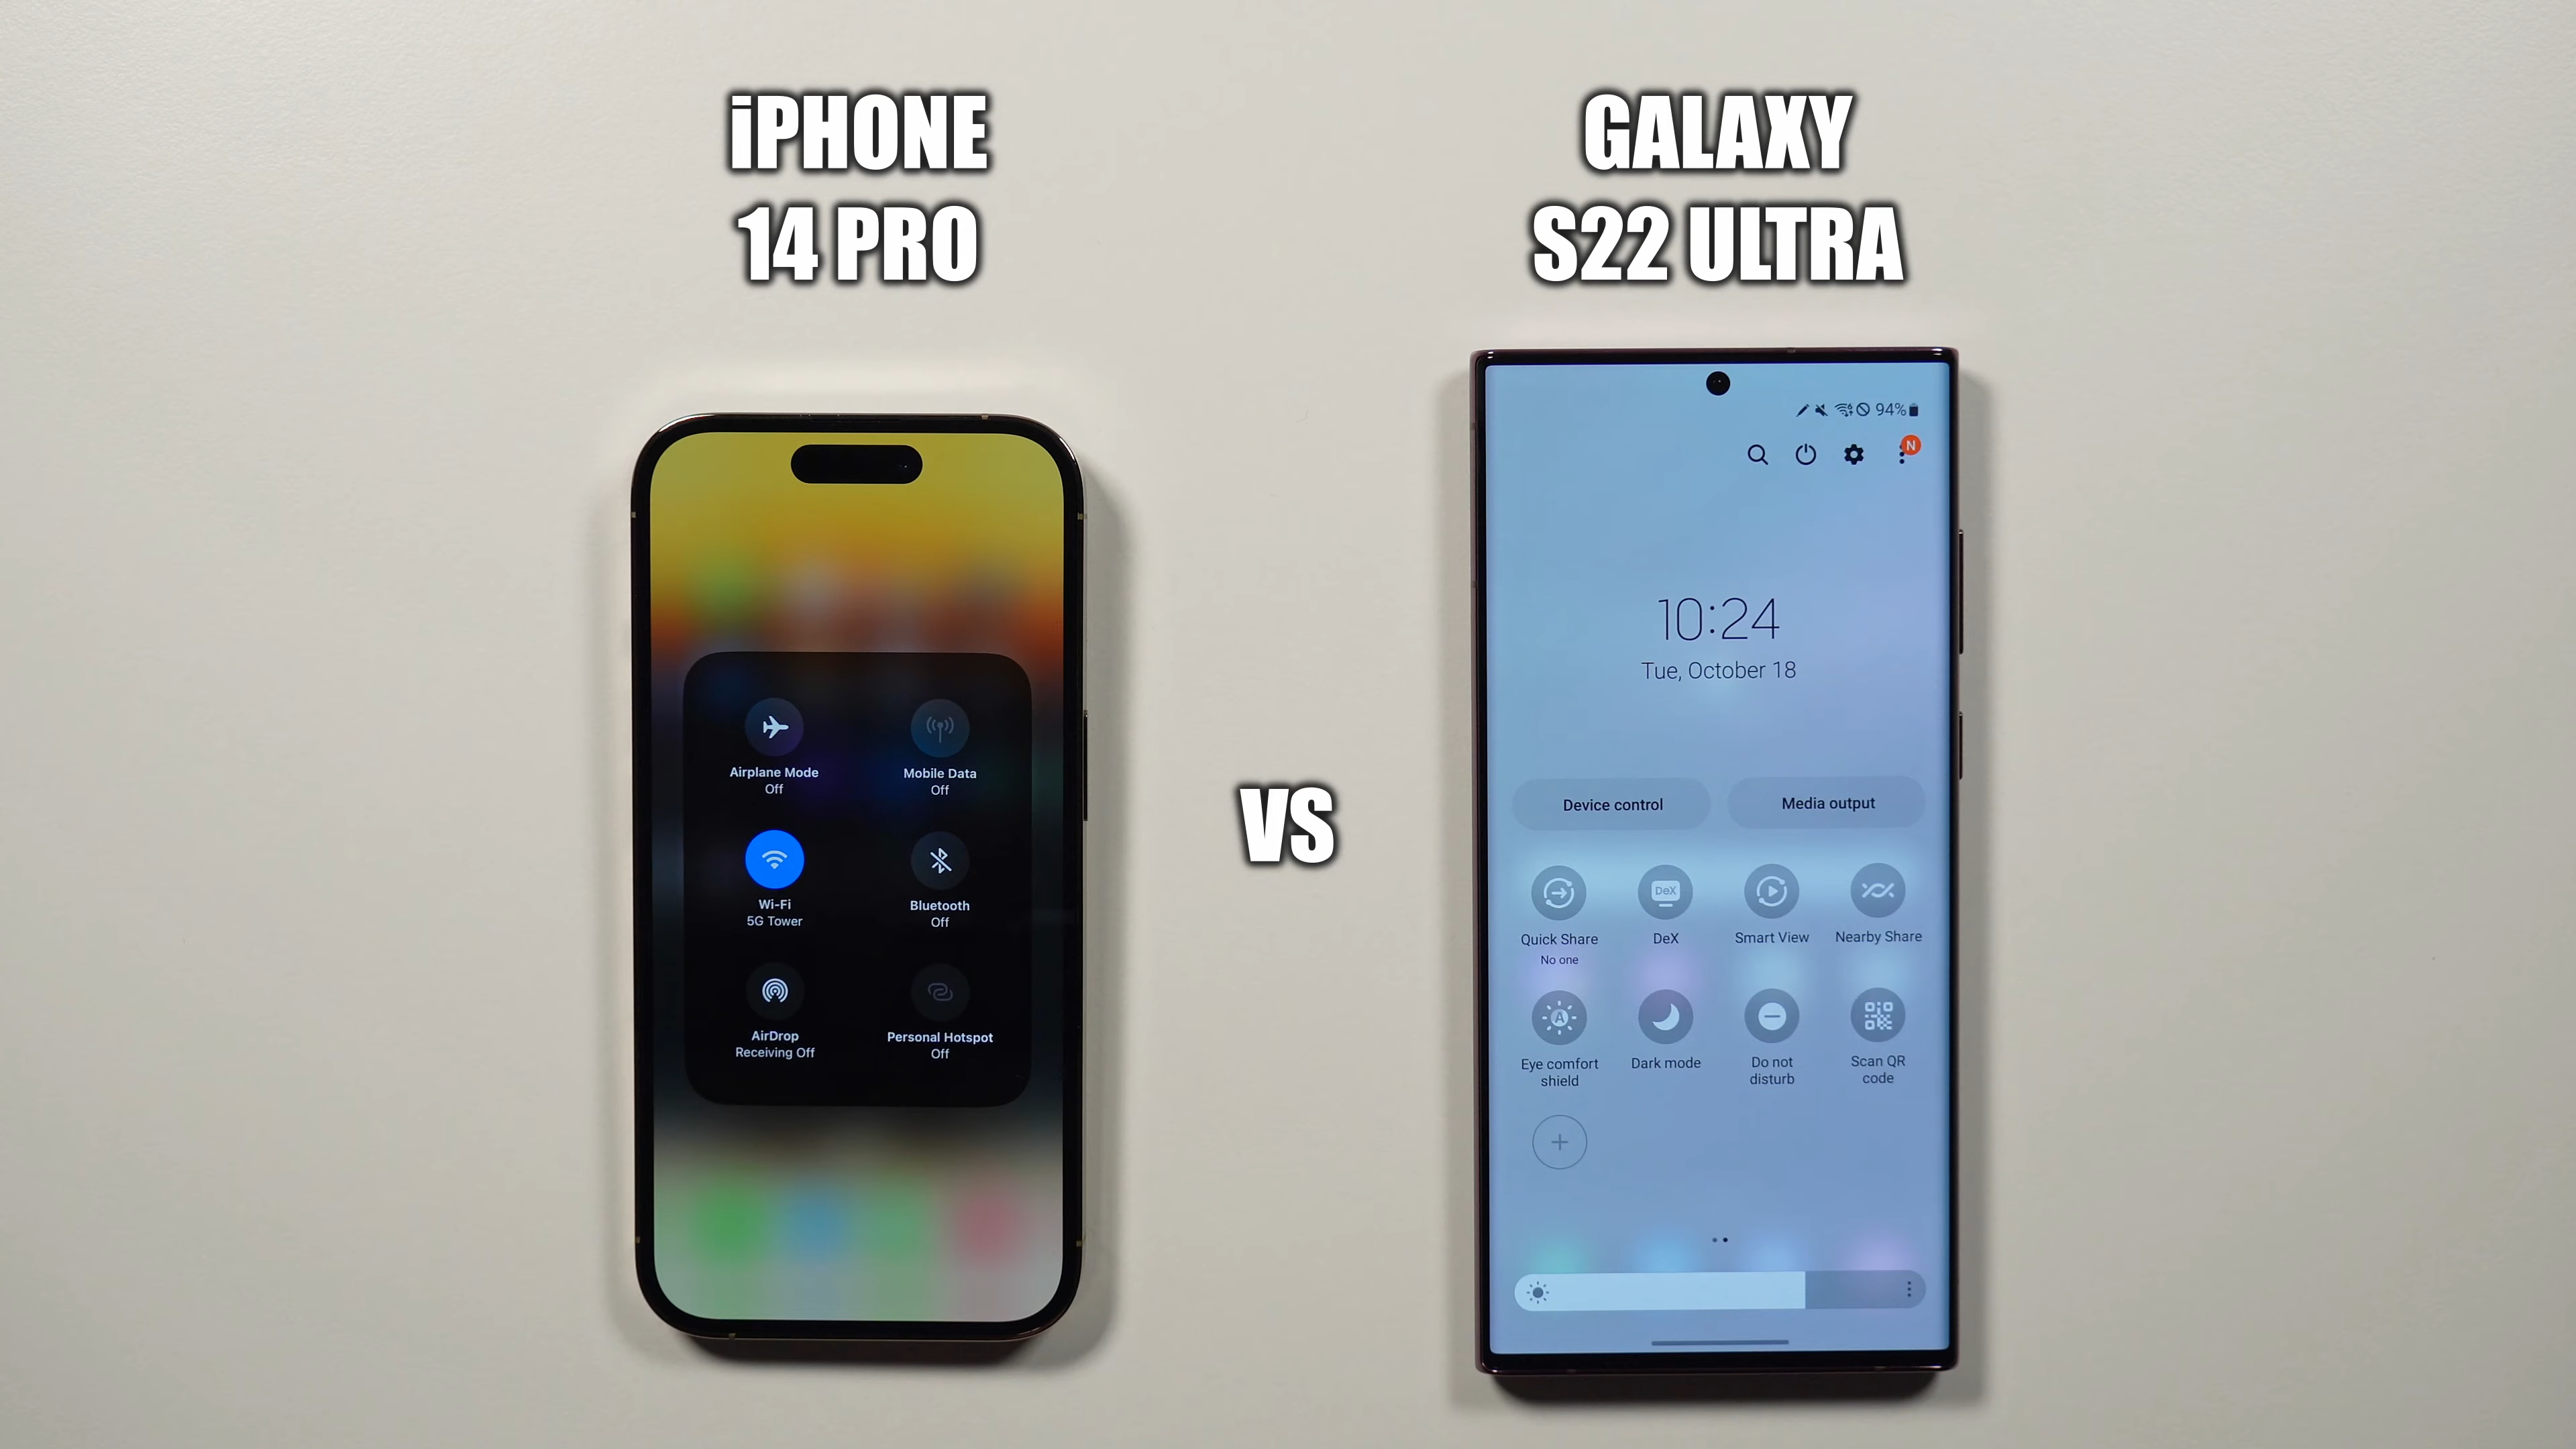 iPHONE
14 PRO
GALAXY
S22 ULTRA
VS
Airplane Mode
Off
Mobile Data
Off
Wi-Fi
5G Tower
Bluetooth
Off
AirDrop
Receiving Off
Personal Hotspot
Off
94%
N
10:24
Tue, October 18
Device control
Media output
DeX
Quick Share
No one
DeX
Smart View
Nearby Share
A
Eye comfort
shield
Dark mode
Do not
disturb
Scan QR
code